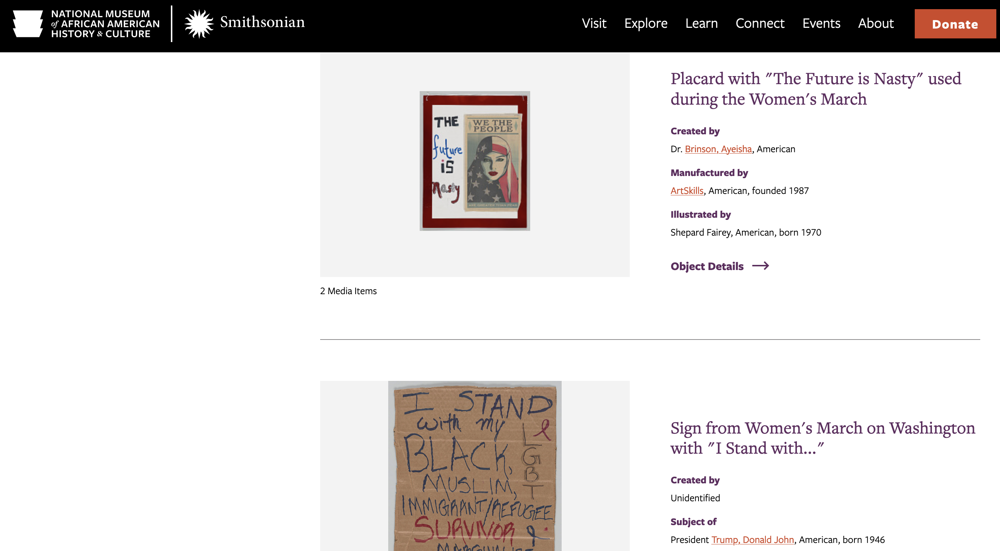 NATIONAL MUSEUM
of AFRICAN AMERICAN
HISTORY & CULTURE
Smithsonian
Visit
Explore
Learn
Connect
Events
About
Donate
THE
future
is
Nasty
WE THE
PEOPLE
ARE GREATER THAN FEAR
Placard with "The Future is Nasty" used
during the Women's March
Created by
Dr. Brinson, Ayeisha, American
Manufactured by
ArtSkills, American, founded 1987
Illustrated by
Shepard Fairey, American, born 1970
Object Details
2 Media Items
I STAND
with my
BLACK,
LGBT
MUSLIM,
IMMIGRANT/REFUGEE
SURVIVOR
Sign from Women's March on Washington
with "I Stand with..."
Created by
Unidentified
Subject of
President Trump, Donald John, American, born 1946